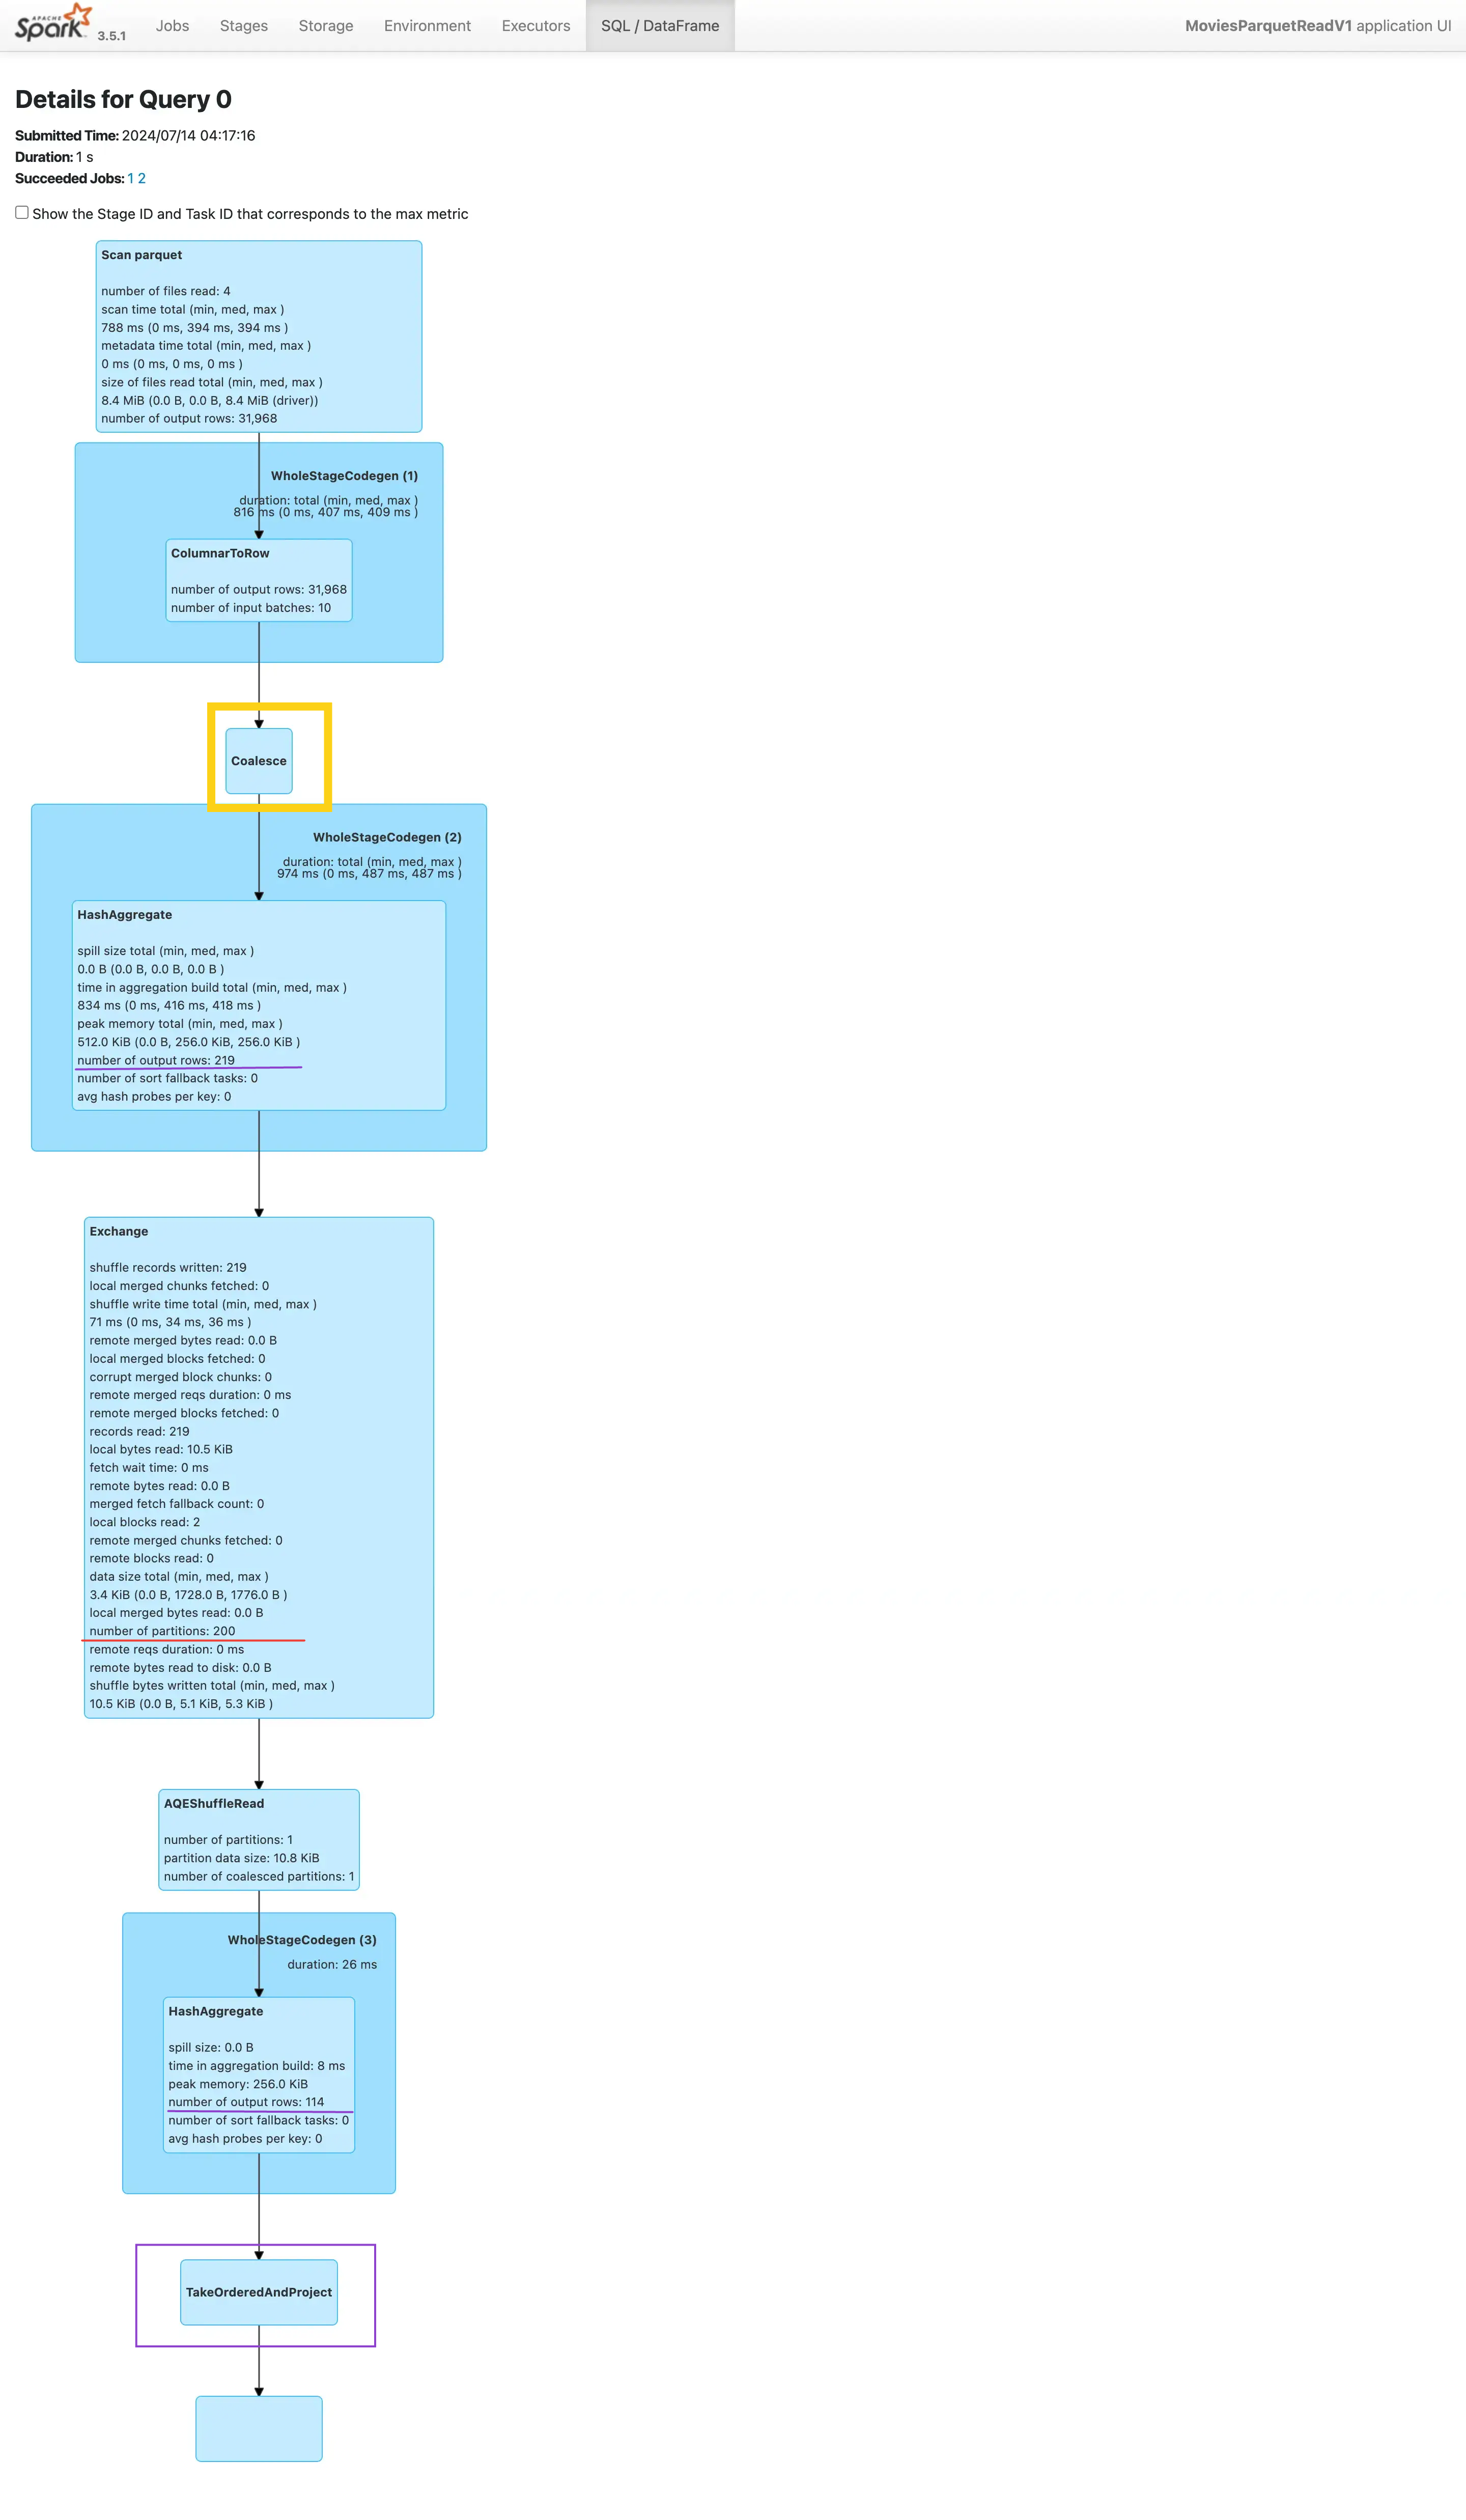 APACHE
Spark 3.5.1 Jobs Stages Storage Environment Executors SQL / DataFrame MoviesParquetReadV1 application UI
Details for Query 0
Submitted Time: 2024/07/14 04:17:16
Duration: 1 s
Succeeded Jobs: 1 2
Show the Stage ID and Task ID that corresponds to the max metric
Scan parquet
number of files read: 4
scan time total (min, med, max )
788 ms (0 ms, 394 ms, 394 ms )
metadata time total (min, med, max )
0 ms (0 ms, 0 ms, 0 ms )
size of files read total (min, med, max )
8.4 MiB (0.0 B, 0.0 B, 8.4 MiB (driver))
number of output rows: 31,968
WholeStageCodegen (1)
duration: total (min, med, max )
816 ms (0 ms, 407 ms, 409 ms )
ColumnarToRow
number of output rows: 31,968
number of input batches: 10
Coalesce
WholeStageCodegen (2)
duration: total (min, med, max )
974 ms (0 ms, 487 ms, 487 ms )
HashAggregate
spill size total (min, med, max )
0.0 B (0.0 B, 0.0 B, 0.0 B )
time in aggregation build total (min, med, max )
834 ms (0 ms, 416 ms, 418 ms )
peak memory total (min, med, max )
512.0 KiB (0.0 B, 256.0 KiB, 256.0 KiB )
number of output rows: 219
number of sort fallback tasks: 0
avg hash probes per key: 0
Exchange
shuffle records written: 219
local merged chunks fetched: 0
shuffle write time total (min, med, max )
71 ms (0 ms, 34 ms, 36 ms )
remote merged bytes read: 0.0 B
local merged blocks fetched: 0
corrupt merged block chunks: 0
remote merged reqs duration: 0 ms
remote merged blocks fetched: 0
records read: 219
local bytes read: 10.5 KiB
fetch wait time: 0 ms
remote bytes read: 0.0 B
merged fetch fallback count: 0
local blocks read: 2
remote merged chunks fetched: 0
remote blocks read: 0
data size total (min, med, max )
3.4 KiB (0.0 B, 1728.0 B, 1776.0 B )
local merged bytes read: 0.0 B
number of partitions: 200
remote reqs duration: 0 ms
remote bytes read to disk: 0.0 B
shuffle bytes written total (min, med, max )
10.5 KiB (0.0 B, 5.1 KiB, 5.3 KiB )
AQEShuffleRead
number of partitions: 1
partition data size: 10.8 KiB
number of coalesced partitions: 1
WholeStageCodegen (3)
duration: 26 ms
HashAggregate
spill size: 0.0 B
time in aggregation build: 8 ms
peak memory: 256.0 KiB
number of output rows: 114
number of sort fallback tasks: 0
avg hash probes per key: 0
TakeOrderedAndProject